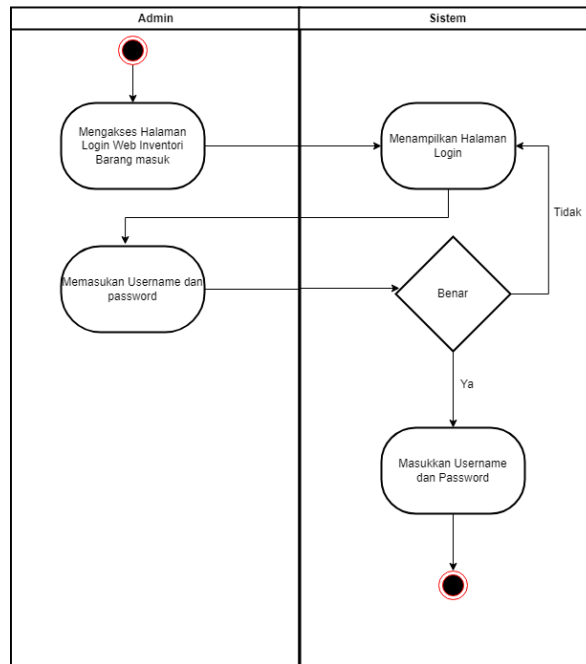 Admin
Sistem
Mengakses Halaman
Login Web Inventori
Barang masuk
Menampilkan Halaman
Login
Tidak
Memasukan Username dan
password
Benar
Ya
Masukkan Username
dan Password